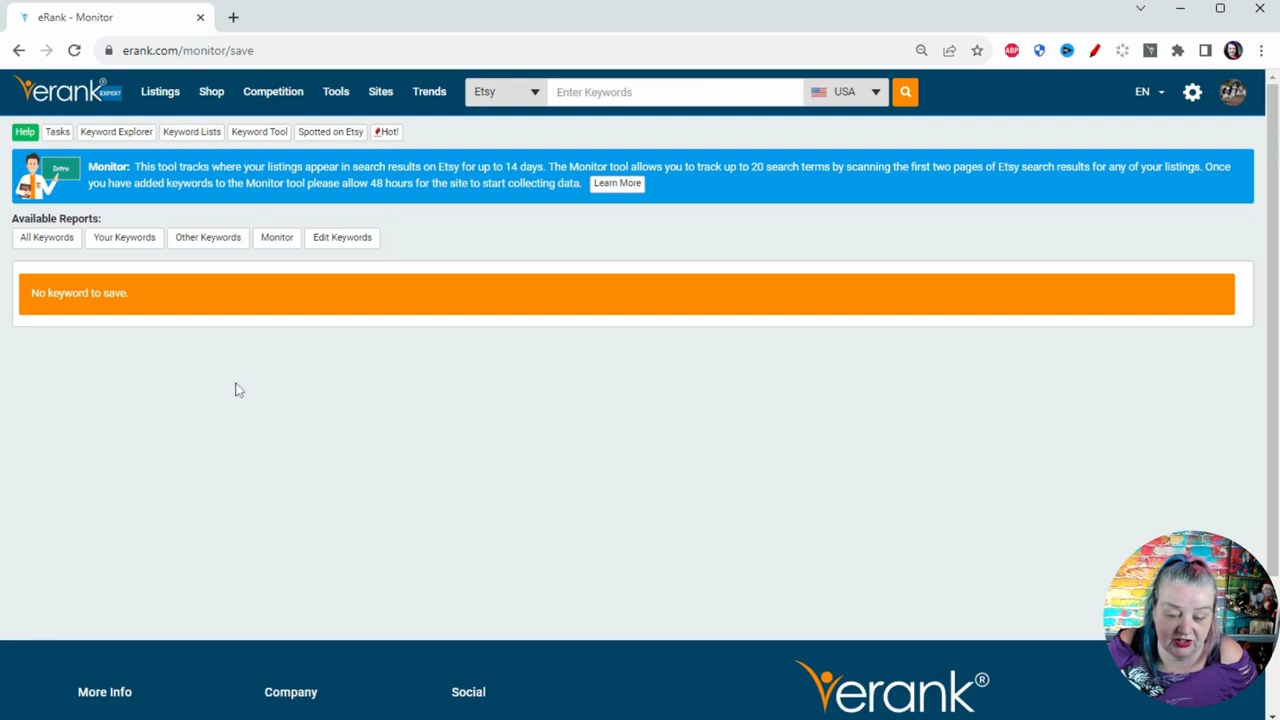 eRank - Monitor
erank.com/monitor/save
ABP
erank® EXPERT Listings Shop Competition Tools Sites Trends Etsy Enter Keywords USA EN
Help Tasks Keyword Explorer Keyword Lists Keyword Tool Spotted on Etsy Hot!
Intro
Monitor: This tool tracks where your listings appear in search results on Etsy for up to 14 days. The Monitor tool allows you to track up to 20 search terms by scanning the first two pages of Etsy search results for any of your listings. Once
you have added keywords to the Monitor tool please allow 48 hours for the site to start collecting data. Learn More
Available Reports:
All Keywords Your Keywords Other Keywords Monitor Edit Keywords
No keyword to save.
More Info Company Social erank®